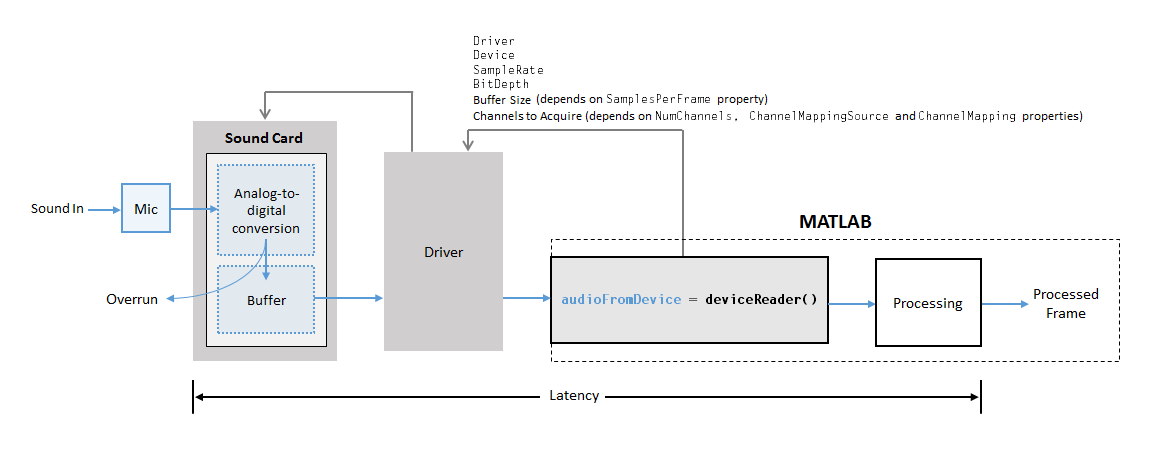 Driver
Device
SampleRate
BitDepth
Buffer Size (depends on SamplesPerFrame property)
Channels to Acquire (depends on NumChannels, ChannelMappingSource and ChannelMapping properties)
Sound Card
Sound In
Mic
Analog-to-
digital
conversion
Overrun
Buffer
Driver
MATLAB
audioFromDevice = deviceReader()
Processing
Processed
Frame
Latency